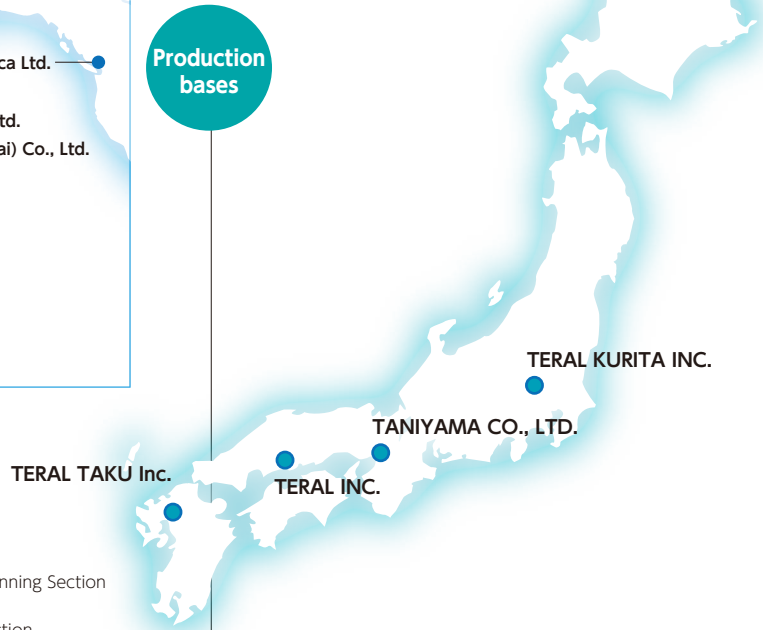 ca Ltd.
td.
ai) Co., Ltd.
Production
bases
TERAL KURITA INC.
TANIYAMA CO., LTD.
TERAL INC.
TERAL TAKU Inc.
nning Section